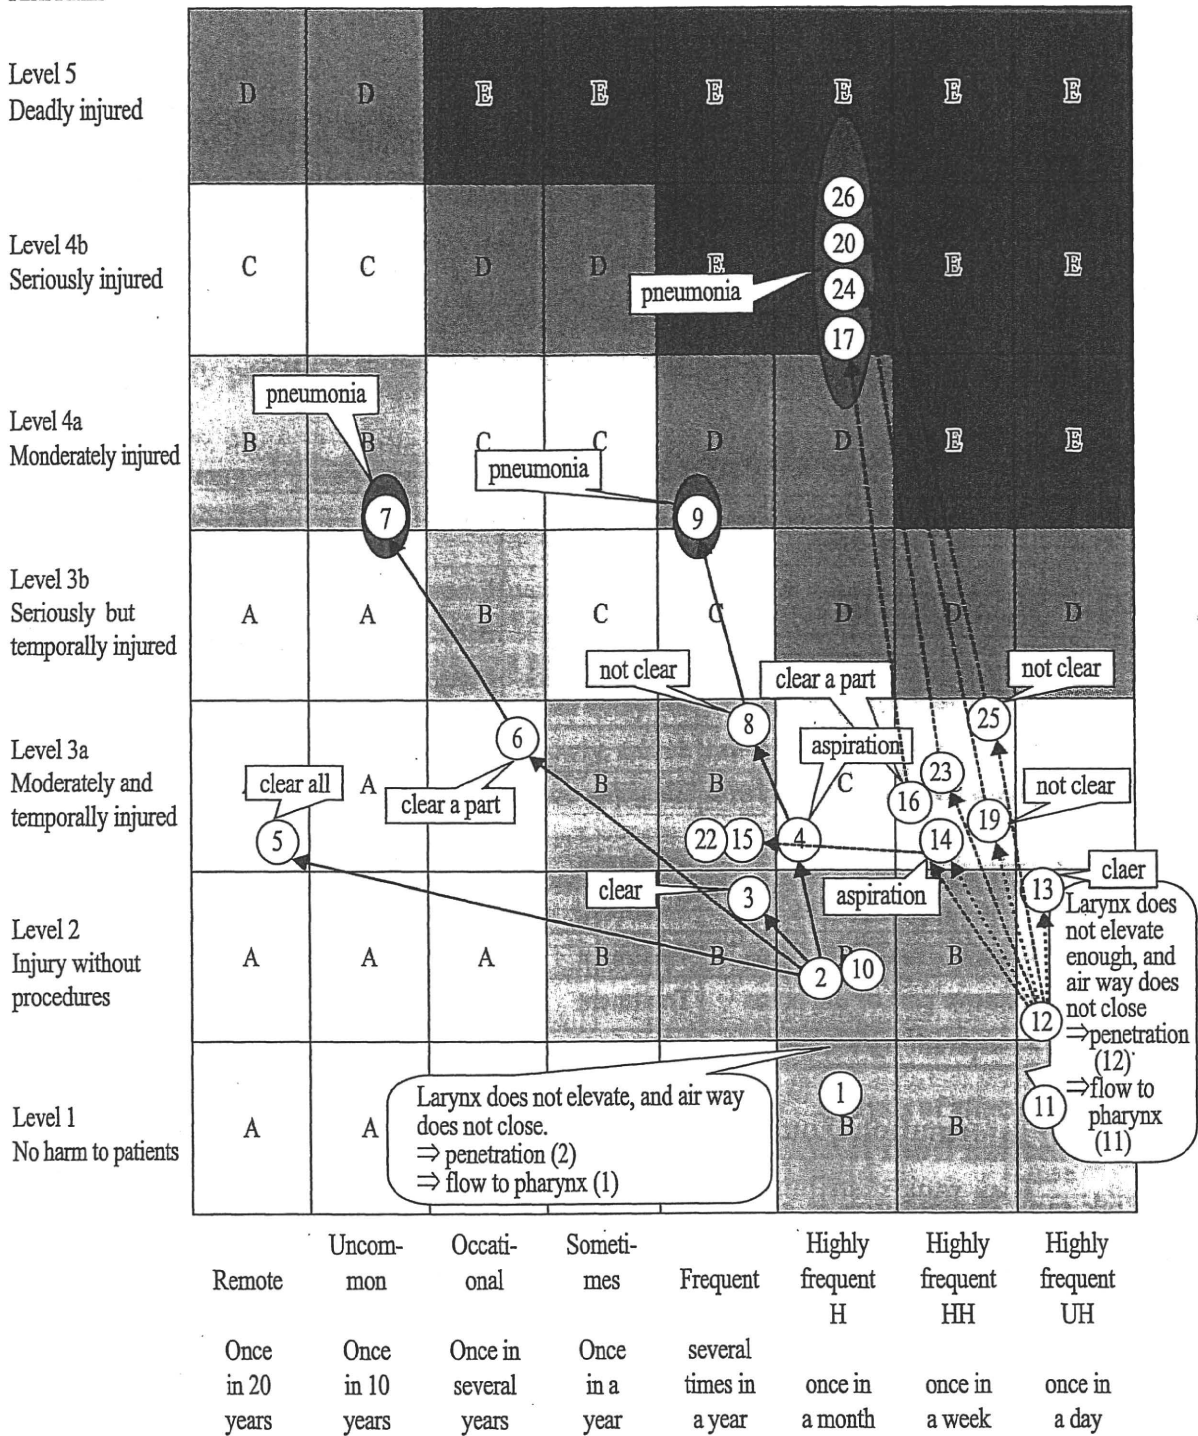 Level 5
Deadly injured
D D E E E E E E
26
Level 4b
Seriously injured
20
C C D D E E E
pneumonia
24
17
pneumonia
Level 4a
Monderately injured
B B C C D D E E
pneumonia
7
9
Level 3b
Seriously but
temporally injured
A A B C C D D D
not clear
clear a part
not clear
25
8
6
aspiration
Level 3a
Moderately and
temporally injured
clear all
A
clear a part
B B C
23
16
not clear
19
5
22 15 4 14
clear
3
aspiration
13
claer
Larynx does
not elevate
enough, and
air way does
not close
⇒penetration
(12)
⇒flow to
pharynx
(11)
Level 2
Injury without
procedures
A A A B B B B
2 10
12
Larynx does not elevate, and air way
does not close.
⇒ penetration (2)
⇒ flow to pharynx (1)
1
11
Level 1
No harm to patients
A A B B
Remote
Uncom-
mon
Occati-
onal
Someti-
mes
Frequent
Highly
frequent
H
Highly
frequent
HH
Highly
frequent
UH
Once
in 20
years
Once
in 10
years
Once in
several
years
Once
in a
year
several
times in
a year
once in
a month
once in
a week
once in
a day